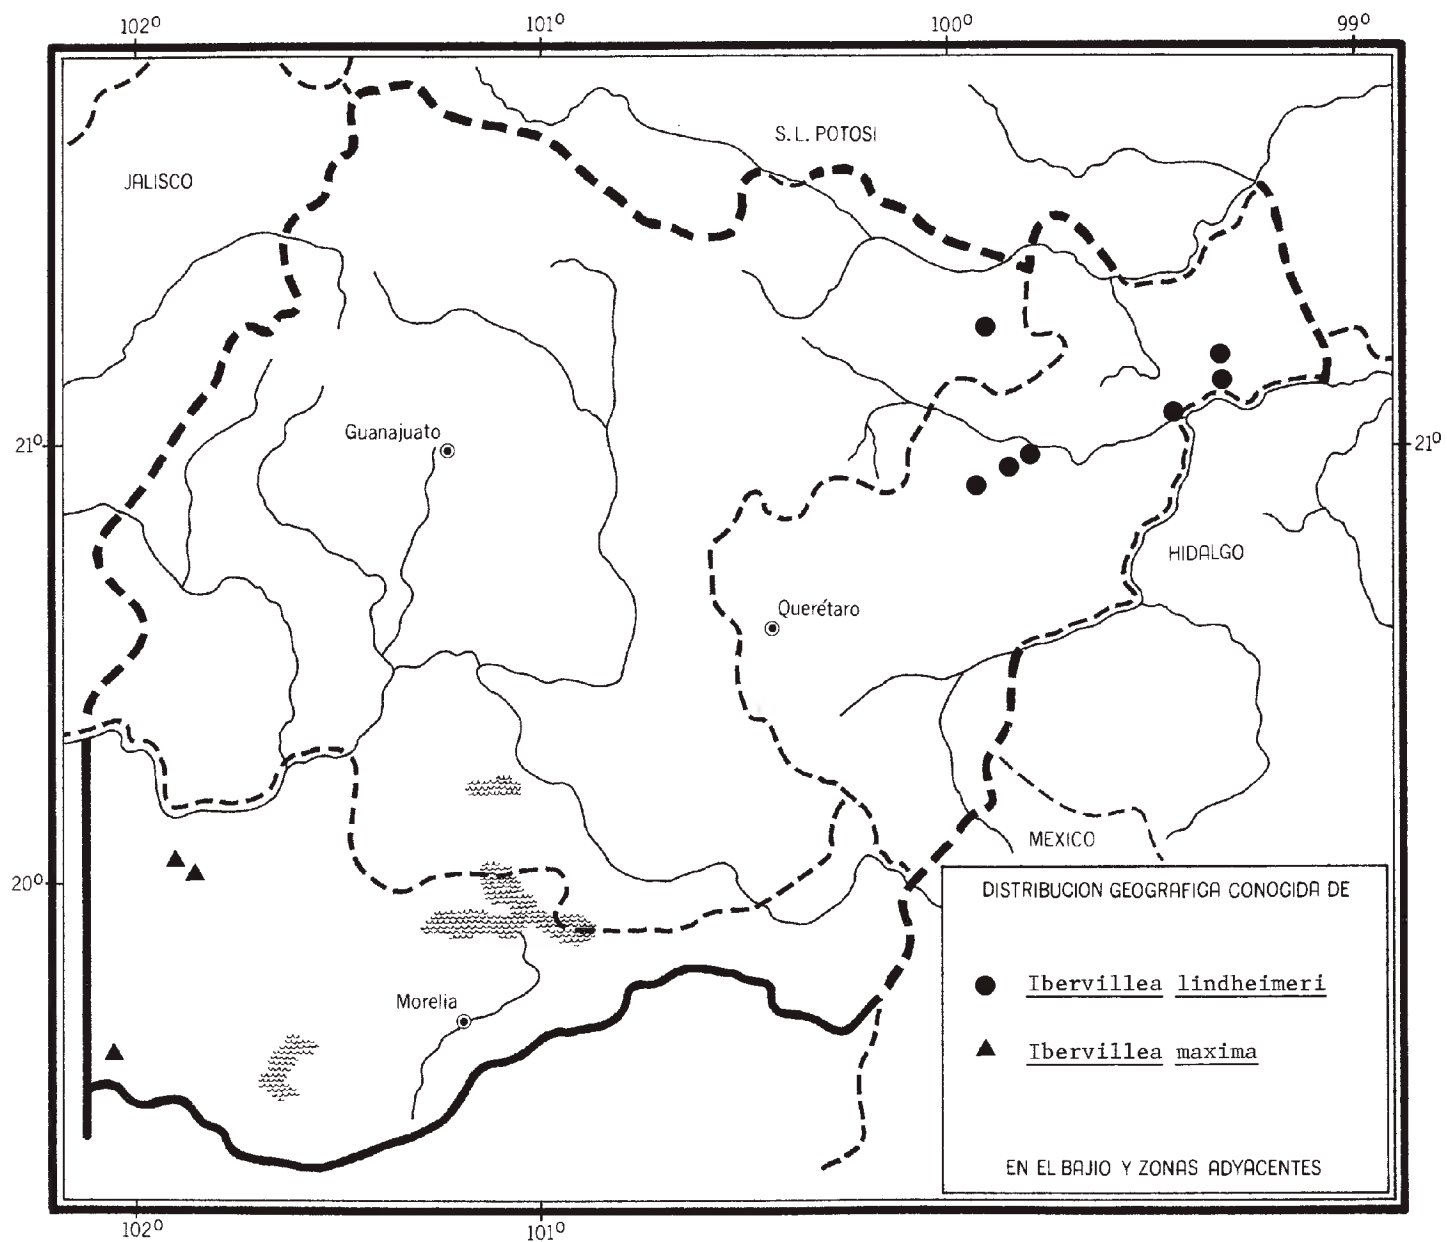 102° 101° 100° 99°
S.L. POTOSI
JALISCO
Guanajuato
21° 21°
HIDALGO
Querétaro
MEXICO
20°
DISTRIBUCION GEOGRAFICA CONOCIDA DE
Ibervillea lindheimeri
Morelia
Ibervillea maxima
EN EL BAJIO Y ZONAS ADYACENTES
102° 101°